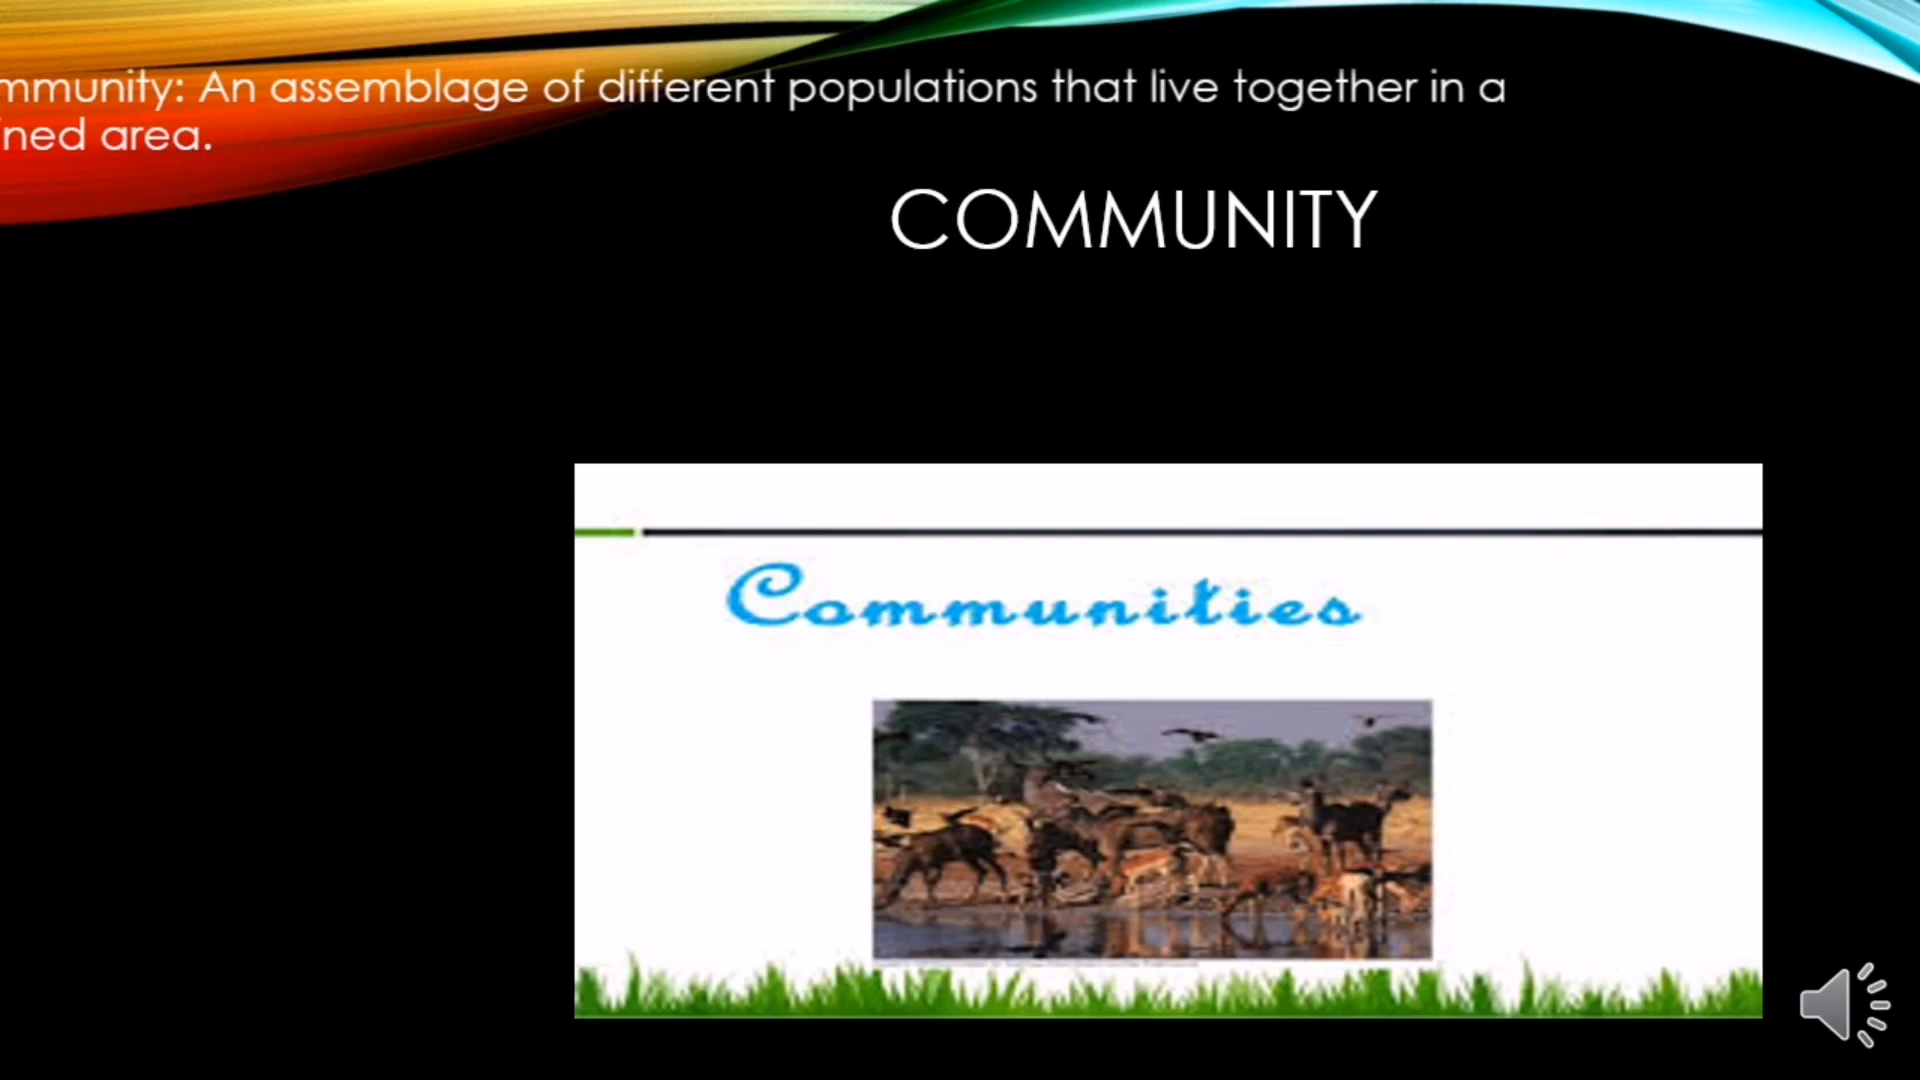 mmunity: An assemblage of different populations that live together in a
ned area.
COMMUNITY
Communities